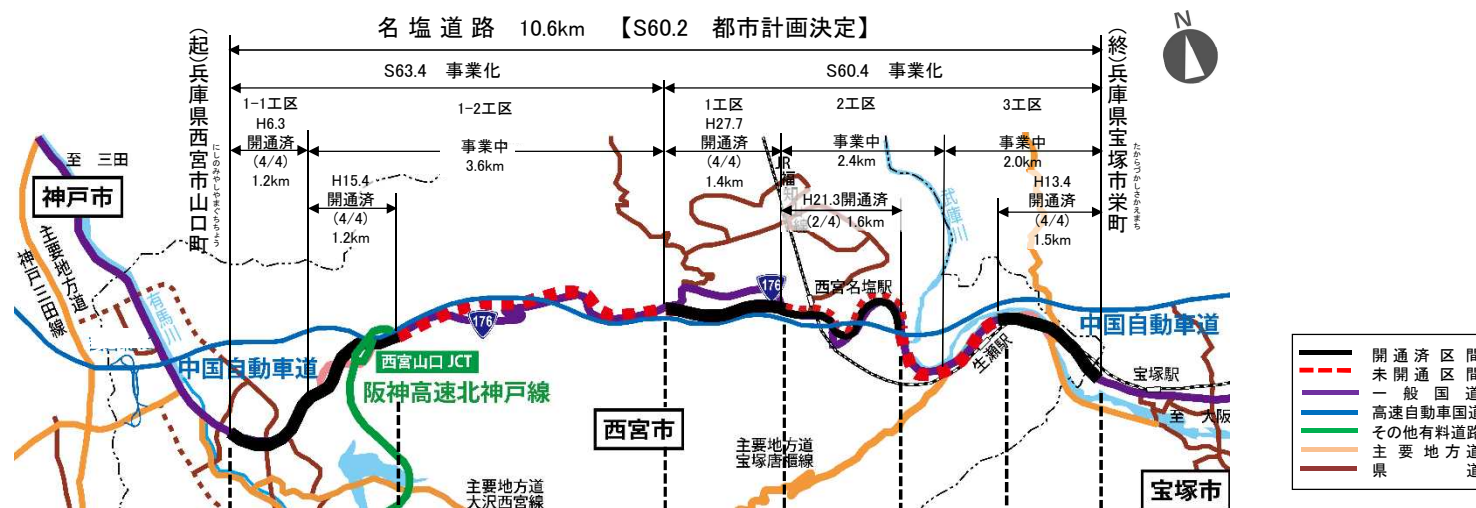 名塩道路 10.6km 【S60.2 都市計画決定】
N
S63.4 事業化
S60.4 事業化
(起)兵庫県西宮市山口町
にしのみやしやまぐちちょう
(終)兵庫県宝塚市栄町
たからづかしさかえまち
1-1工区
H6.3
開通済
(4/4)
1.2km
1-2工区
事業中
3.6km
H15.4
開通済
(4/4)
1.2km
1工区
H27.7
開通済
(4/4)
1.4km
2工区
事業中
2.4km
H21.3開通済
(2/4) 1.6km
3工区
事業中
2.0km
H13.4
開通済
(4/4)
1.5km
至 三田
神戸市
主要地方道
神戸三田線
有馬川
中国自動車道
西宮山口 JCT
阪神高速北神戸線
176
176
JR福知山線
西宮名塩駅
武庫川
生瀬駅
中国自動車道
宝塚駅
至 大阪
西宮市
宝塚市
主要地方道
大沢西宮線
主要地方道
宝塚唐櫃線
開通済区間
未開通区間
一般国道
高速自動車国道
その他有料道路
主要地方道
県道